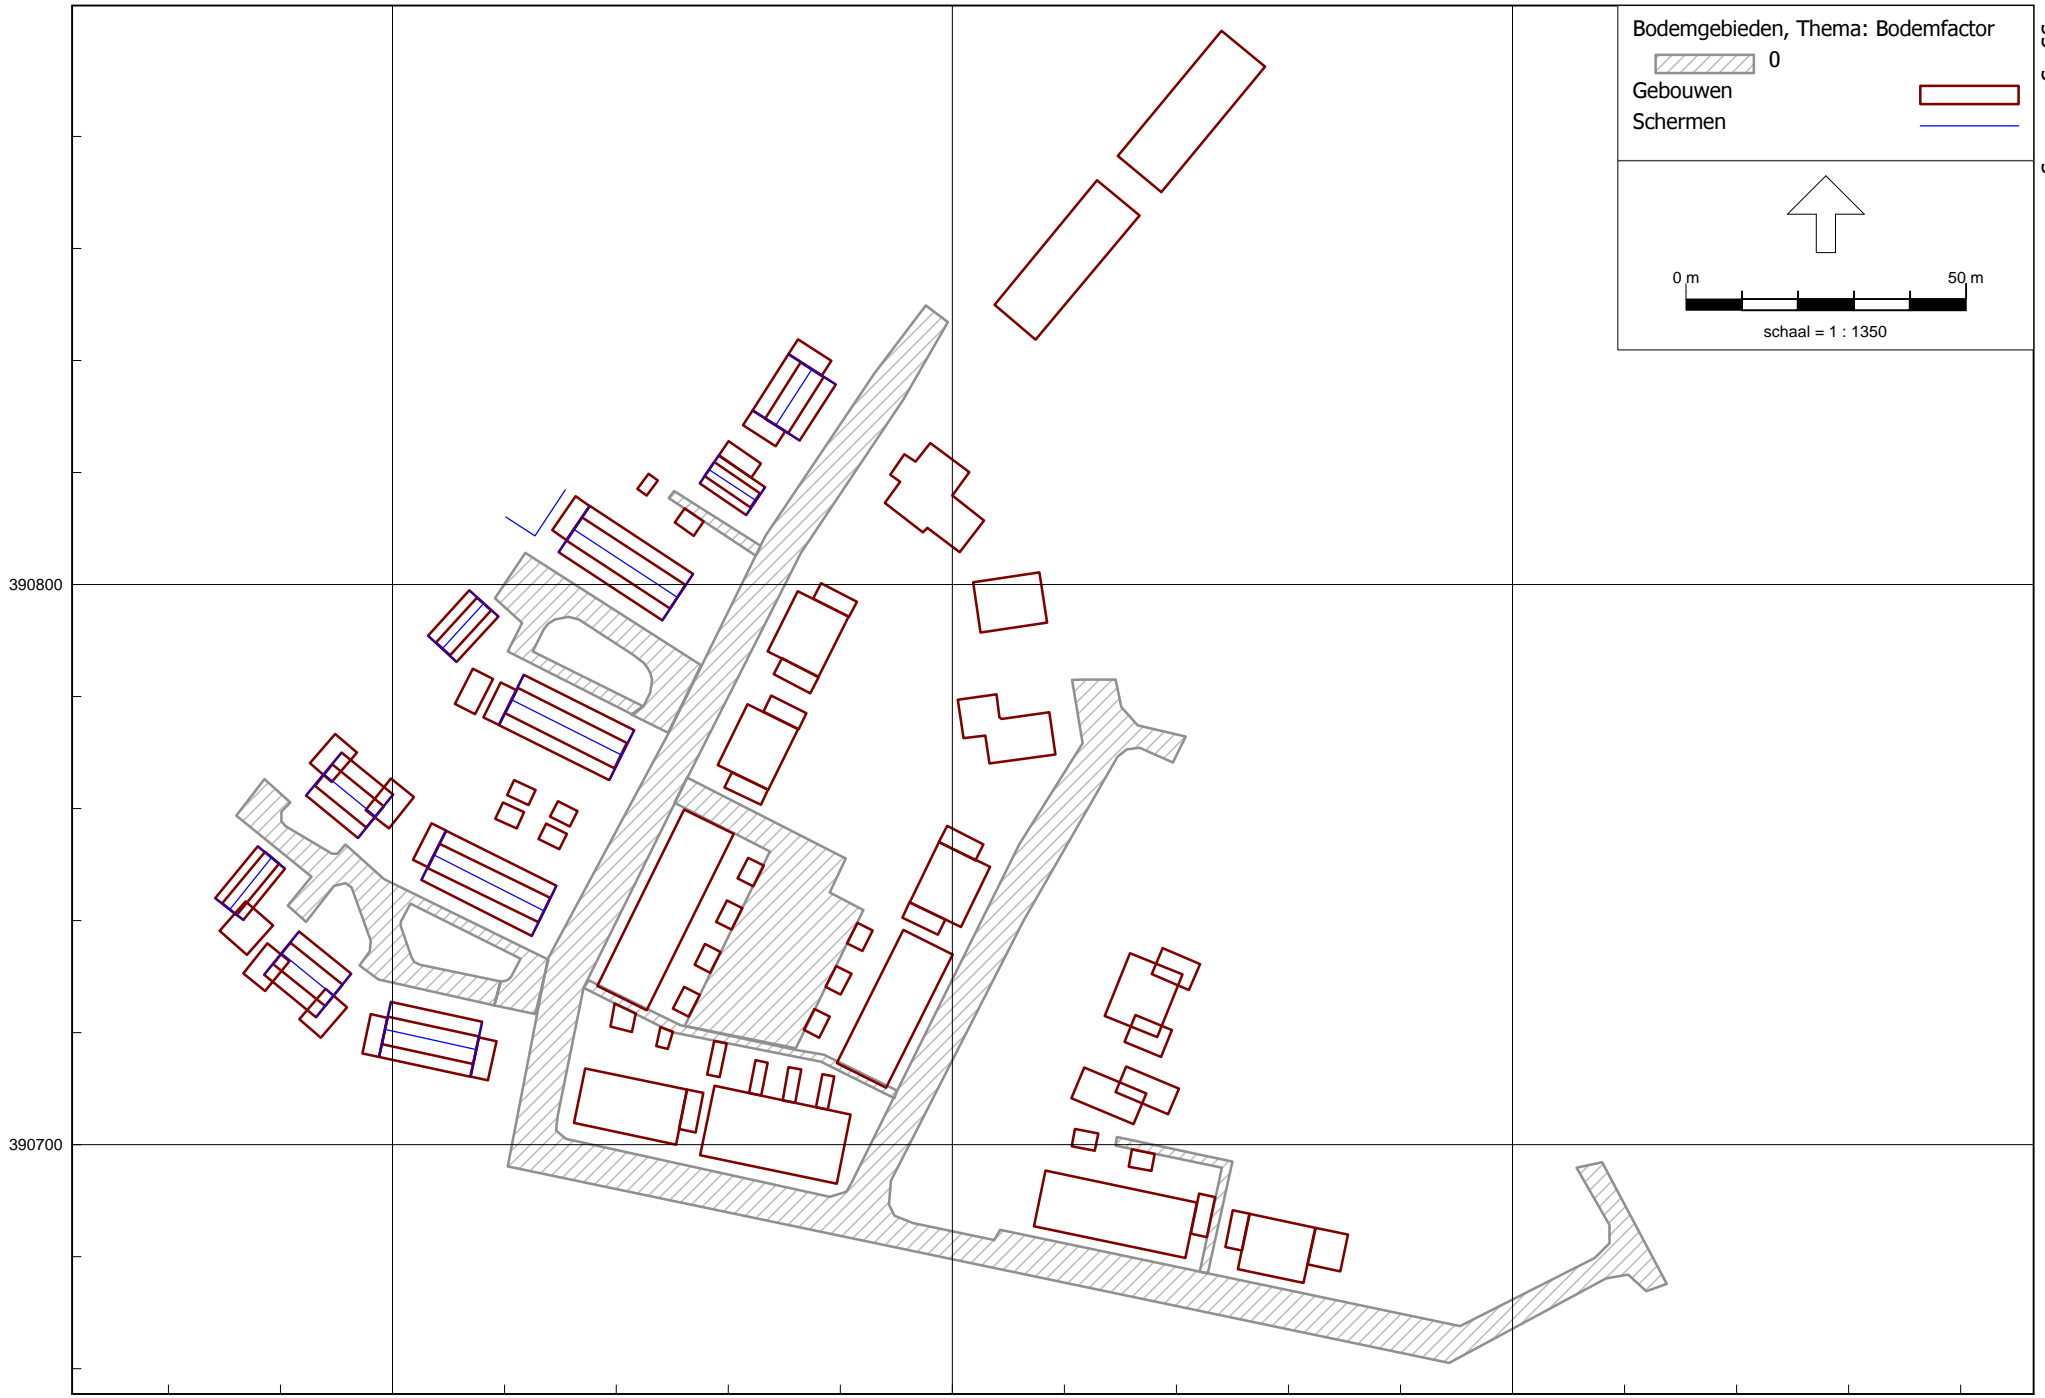 Bodemgebieden, Thema: Bodemfactor
0
Gebouwen
Schermen
0 m 50 m
schaal = 1 : 1350
390800
390700